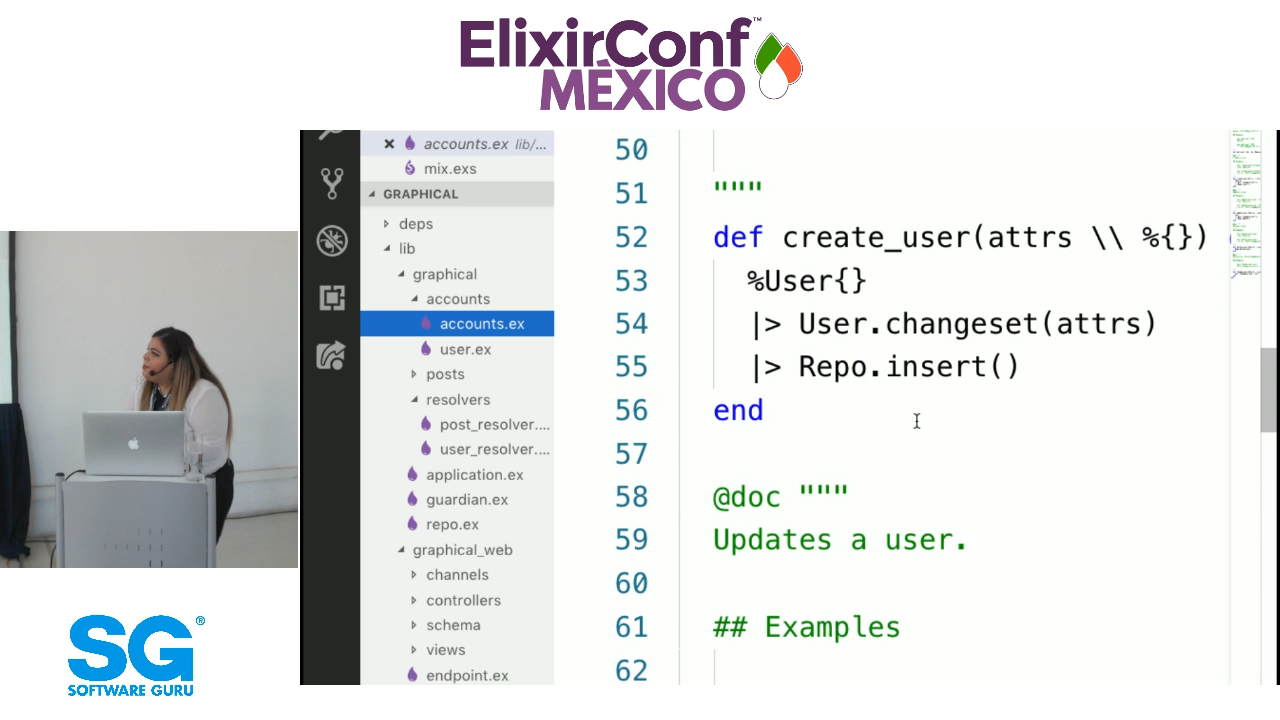 ElixirConf™
MÉXICO
accounts.ex lib/...
mix.exs
GRAPHICAL
deps
lib
graphical
accounts
accounts.ex
user.ex
posts
resolvers
post_resolver....
user_resolver....
application.ex
guardian.ex
repo.ex
graphical_web
channels
controllers
schema
views
endpoint.ex
50
51 """
52 def create_user(attrs \\ %{})
53 %User{}
54 |> User.changeset(attrs)
55 |> Repo.insert()
56 end
57
58 @doc """
59 Updates a user.
60
61 ## Examples
62
SG®
SOFTWARE GURU